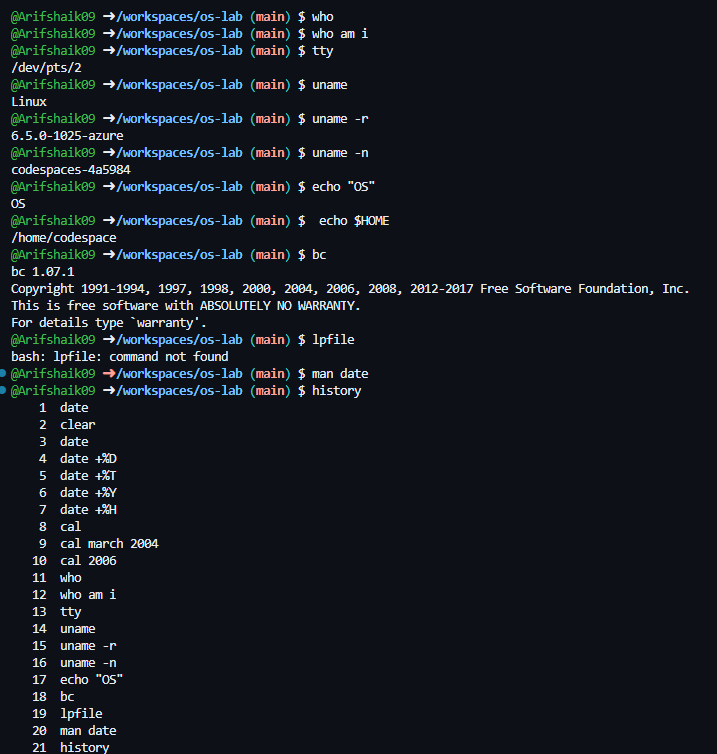 @Arifshaik09 ➜/workspaces/os-lab (main) $ who
@Arifshaik09 ➜/workspaces/os-lab (main) $ who am i
@Arifshaik09 ➜/workspaces/os-lab (main) $ tty
/dev/pts/2
@Arifshaik09 ➜/workspaces/os-lab (main) $ uname
Linux
@Arifshaik09 ➜/workspaces/os-lab (main) $ uname -r
6.5.0-1025-azure
@Arifshaik09 ➜/workspaces/os-lab (main) $ uname -n
codespaces-4a5984
@Arifshaik09 ➜/workspaces/os-lab (main) $ echo "OS"
OS
@Arifshaik09 ➜/workspaces/os-lab (main) $  echo $HOME
/home/codespace
@Arifshaik09 ➜/workspaces/os-lab (main) $ bc
bc 1.07.1
Copyright 1991-1994, 1997, 1998, 2000, 2004, 2006, 2008, 2012-2017 Free Software Foundation, Inc.
This is free software with ABSOLUTELY NO WARRANTY.
For details type `warranty'.
@Arifshaik09 ➜/workspaces/os-lab (main) $ lpfile
bash: lpfile: command not found
@Arifshaik09 ➜/workspaces/os-lab (main) $ man date
@Arifshaik09 ➜/workspaces/os-lab (main) $ history
1 date
2 clear
3 date
4 date +%D
5 date +%T
6 date +%Y
7 date +%H
8 cal
9 cal march 2004
10 cal 2006
11 who
12 who am i
13 tty
14 uname
15 uname -r
16 uname -n
17 echo "OS"
18 bc
19 lpfile
20 man date
21 history